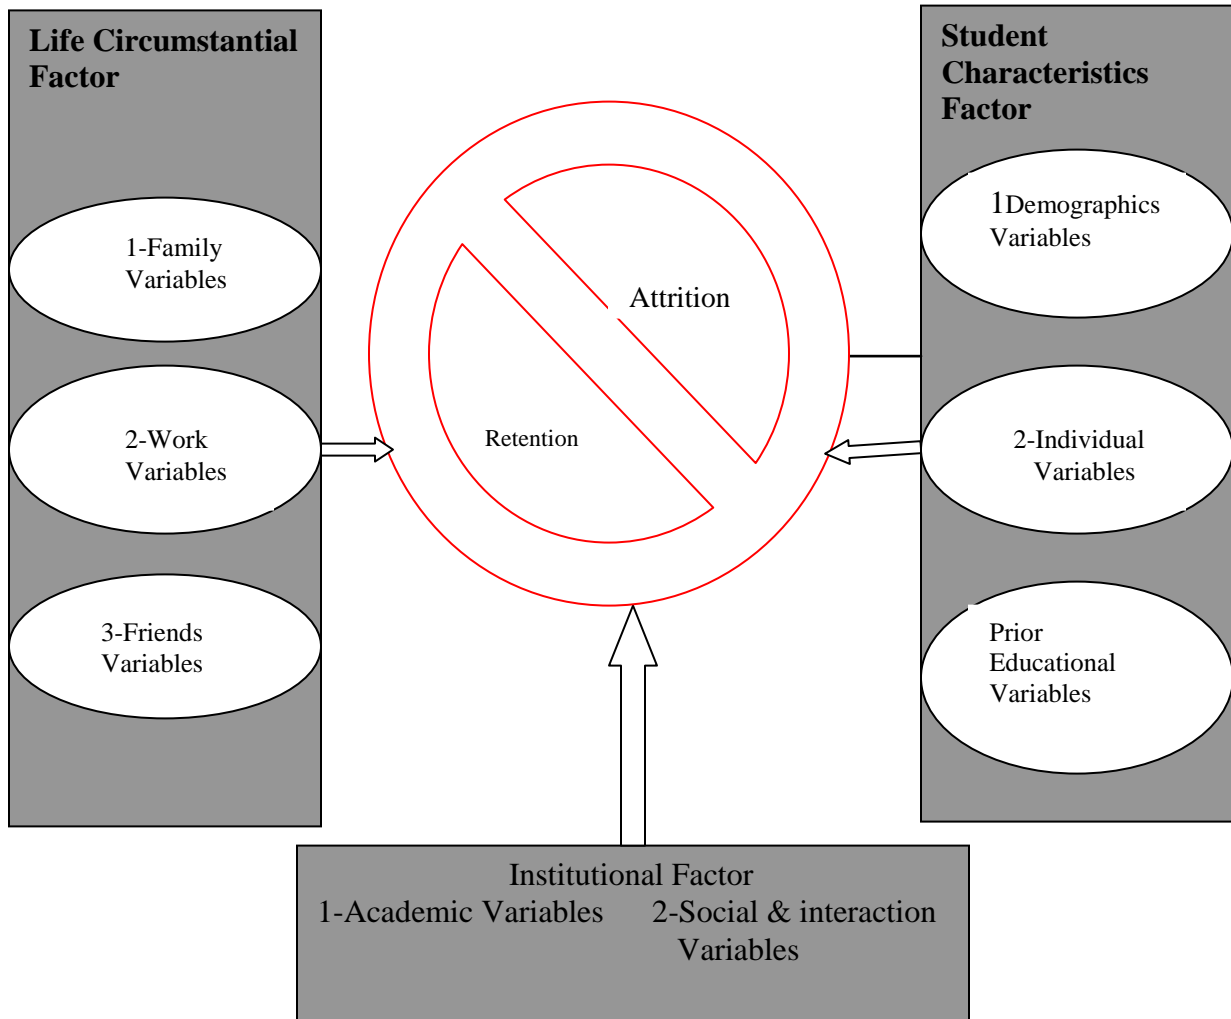 Life Circumstantial
Factor
1-Family
Variables
2-Work
Variables
3-Friends
Variables
Attrition
Retention
Student
Characteristics
Factor
1Demographics
Variables
2-Individual
Variables
Prior
Educational
Variables
Institutional Factor
1-Academic Variables 2-Social & interaction
Variables